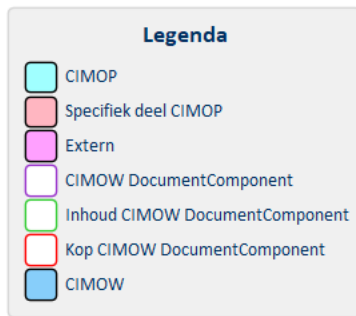 Legenda
CIMOP
Specifiek deel CIMOP
Extern
CIMOW DocumentComponent
Inhoud CIMOW DocumentComponent
Kop CIMOW DocumentComponent
CIMOW